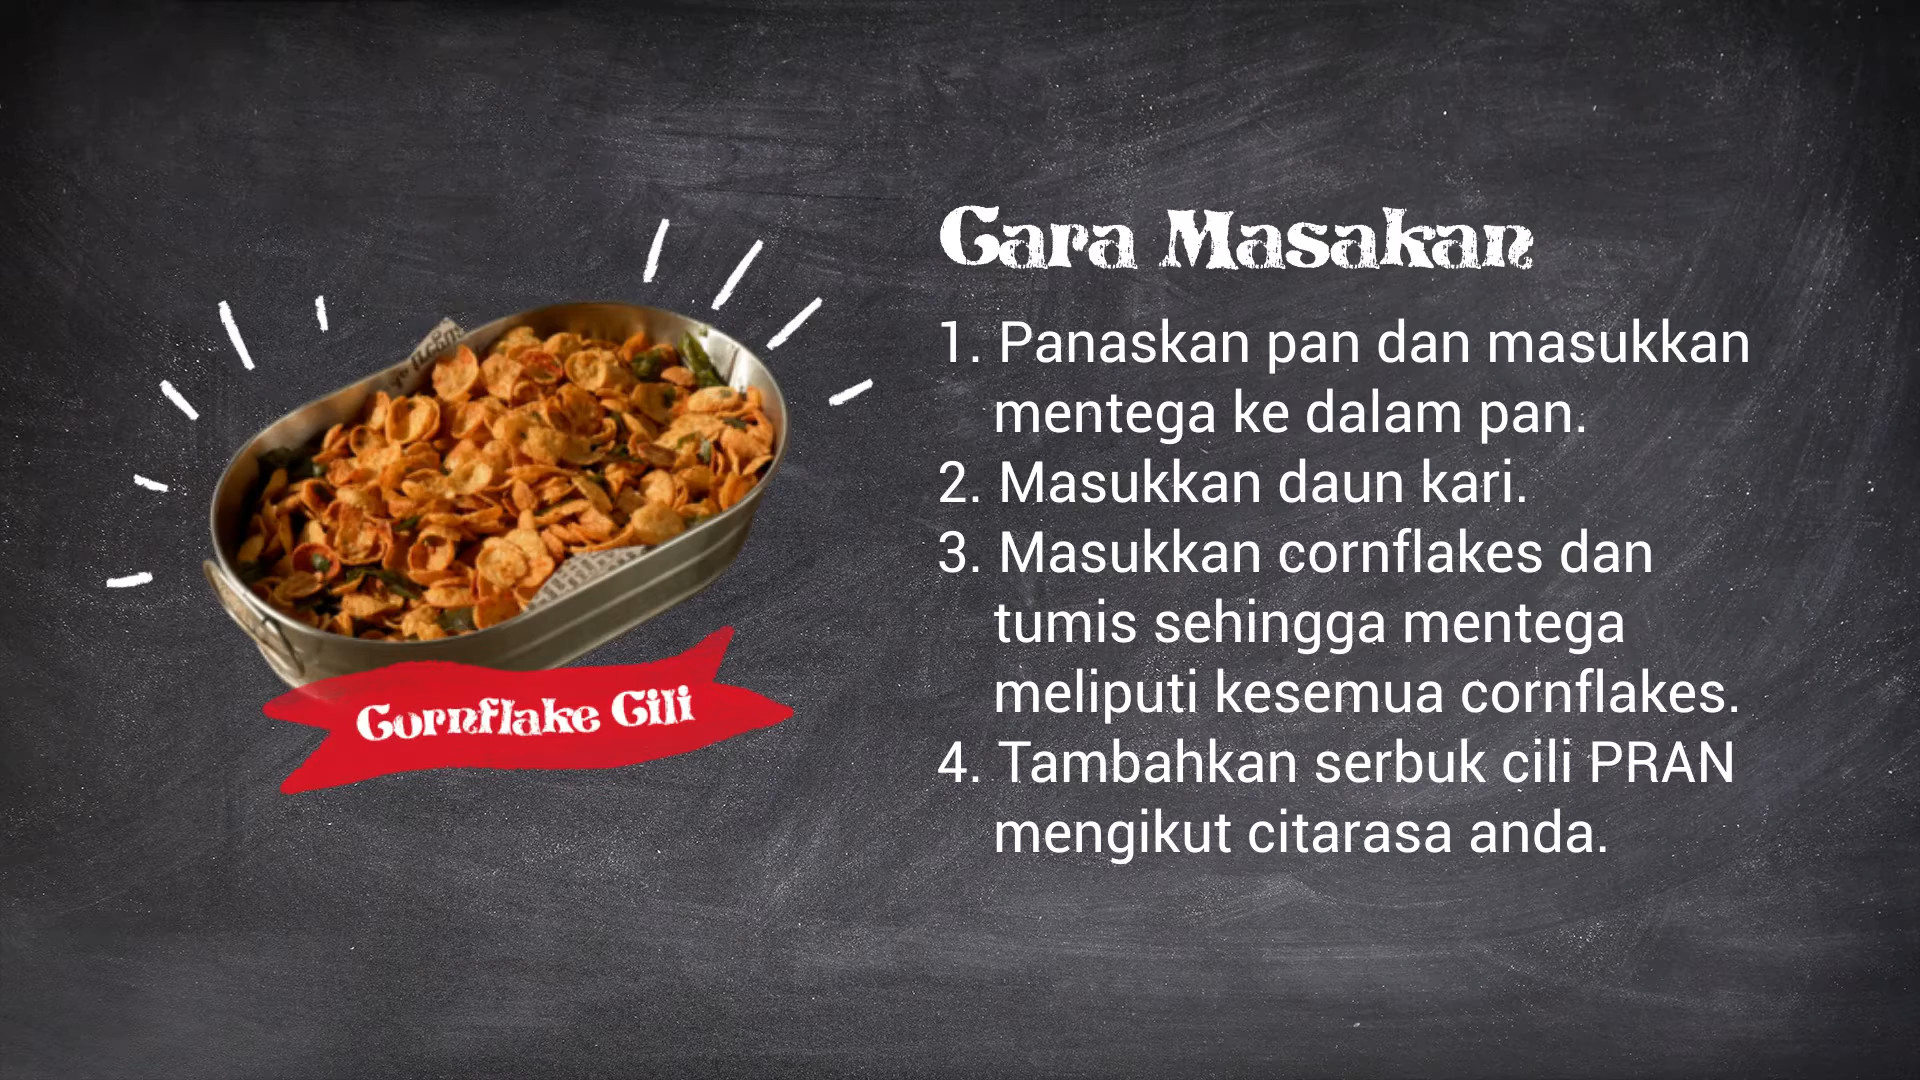 Cara Masakan
1. Panaskan pan dan masukkan
mentega ke dalam pan.
2. Masukkan daun kari.
3. Masukkan cornflakes dan
tumis sehingga mentega
meliputi kesemua cornflakes.
4. Tambahkan serbuk cili PRAN
mengikut citarasa anda.
Cornflake Cili